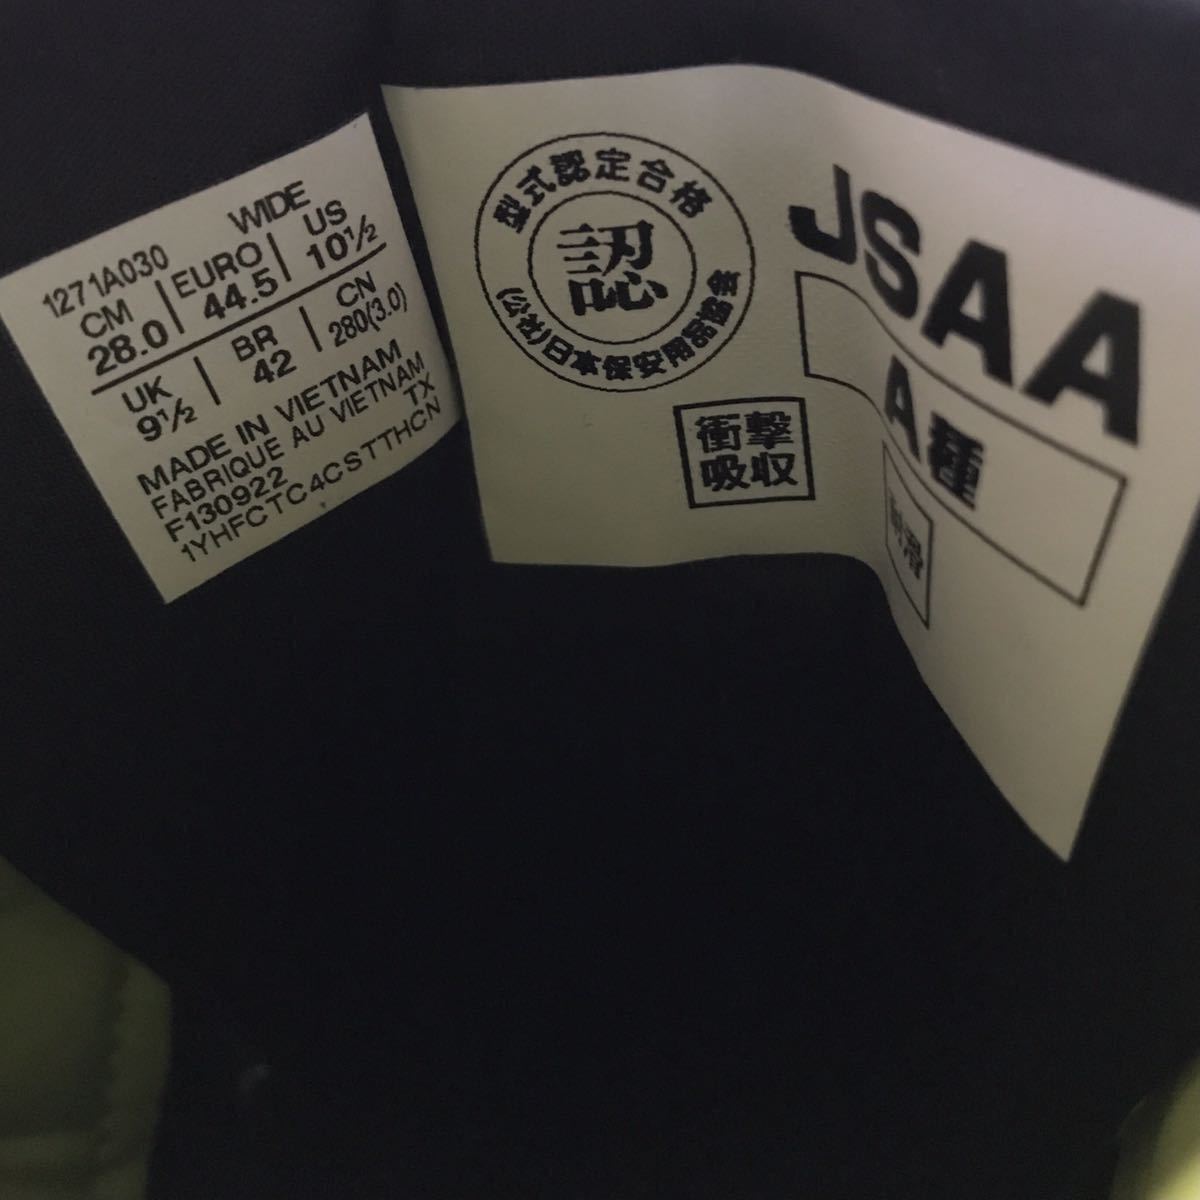 1271A030 WIDE
CM EURO US
28.0 44.5 10½
UK BR CN
9½ 42 280(3.0)
MADE IN VIETNAM
FABRIQUE AU VIETNAM
F130922 TX
1YHFCTC4CSTTHCN
型式認定合格
認
(公社)日本保安用品協会
衝撃
吸収
JSAA
A種
耐滑